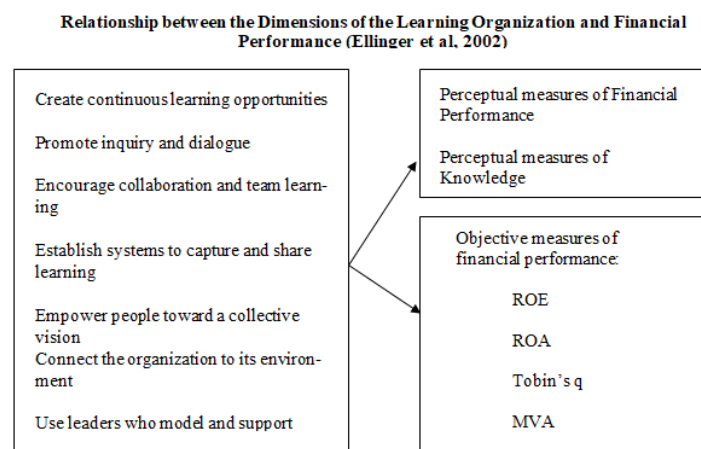 Relationship between the Dimensions of the Learning Organization and Financial
Performance (Ellinger et al, 2002)
Create continuous learning opportunities
Promote inquiry and dialogue
Encourage collaboration and team learn-
ing
Establish systems to capture and share
learning
Empower people toward a collective
vision
Connect the organization to its environ-
ment
Use leaders who model and support
Perceptual measures of Financial
Performance
Perceptual measures of
Knowledge
Objective measures of
financial performance:
ROE
ROA
Tobin's q
MVA